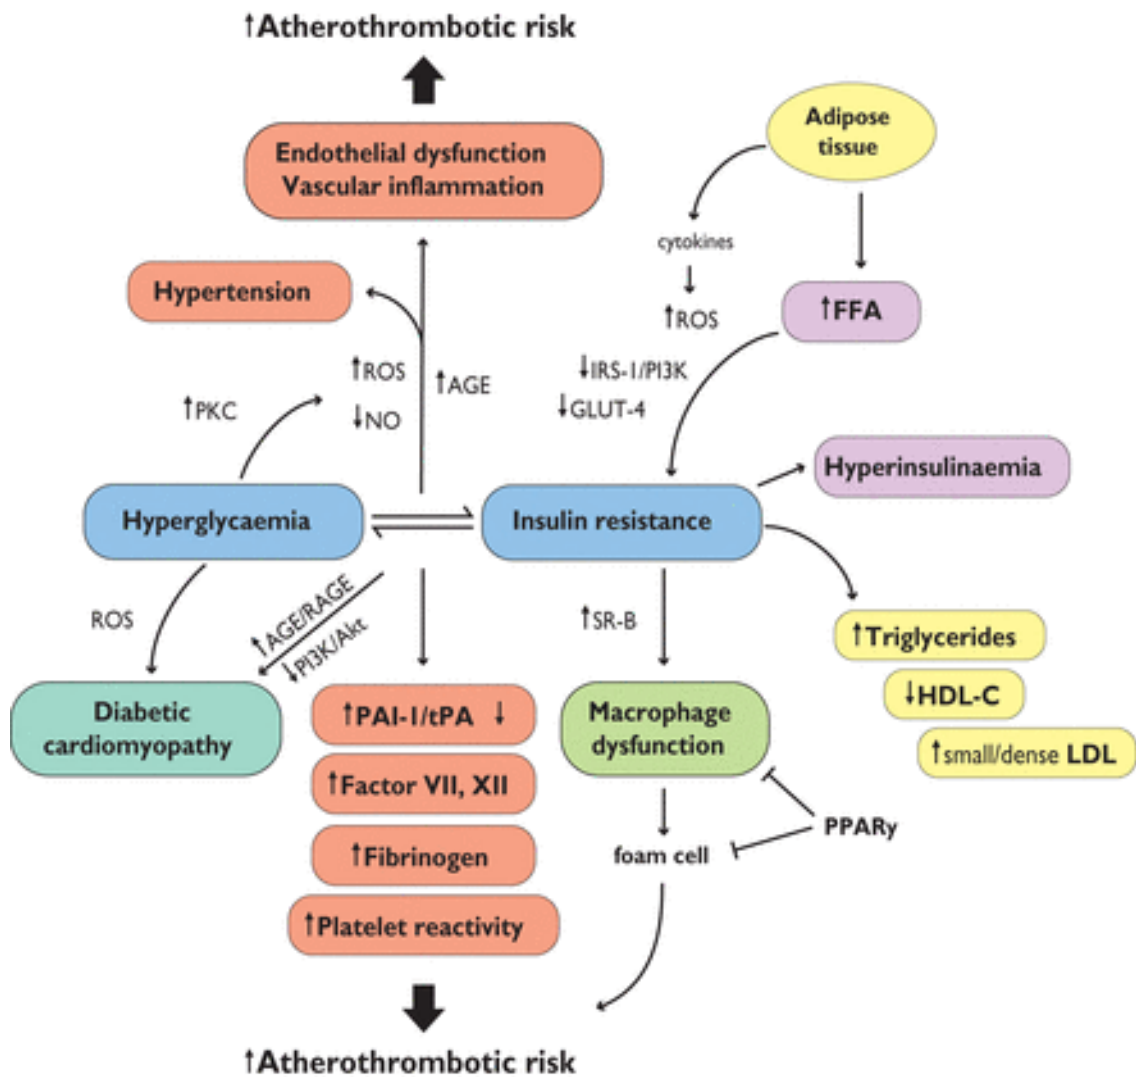 ↑Atherothrombotic risk
Adipose
tissue
Endothelial dysfunction
Vascular inflammation
cytokines
Hypertension
↑ROS
↑FFA
↑ROS
↑AGE
↓IRS-1/PI3K
↑PKC
↓NO
↓GLUT-4
Hyperinsulinaemia
Hyperglycaemia
Insulin resistance
ROS
↑AGE/RAGE
↓PI3K/Akt
↑SR-B
↑Triglycerides
Diabetic
cardiomyopathy
↑PAI-1/tPA ↓
Macrophage
dysfunction
↓HDL-C
↑small/dense LDL
↑Factor VII, XII
PPARy
↑Fibrinogen
foam cell
↑Platelet reactivity
↑Atherothrombotic risk